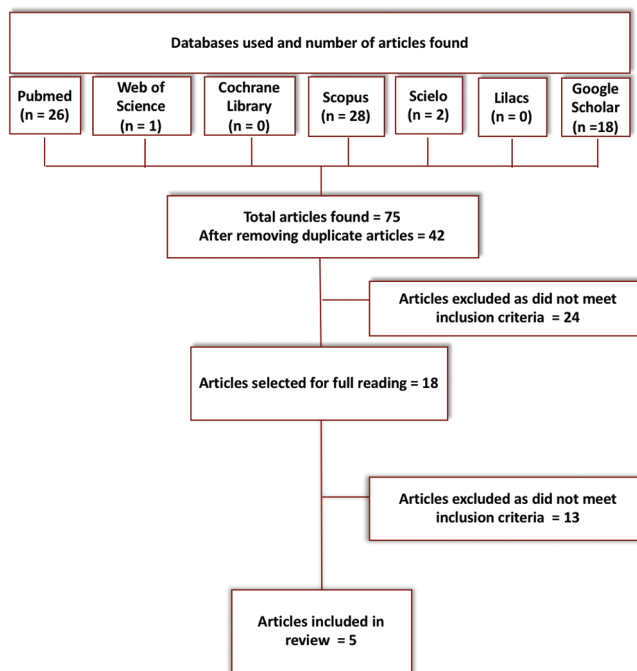 Databases used and number of articles found
Pubmed
(n = 26)
Web of
Science
(n = 1)
Cochrane
Library
(n = 0)
Scopus
(n = 28)
Scielo
(n = 2)
Lilacs
(n = 0)
Google
Scholar
(n =18)
Total articles found = 75
After removing duplicate articles = 42
Articles excluded as did not meet
inclusion criteria = 24
Articles selected for full reading = 18
Articles excluded as did not meet
inclusion criteria = 13
Articles included in
review = 5